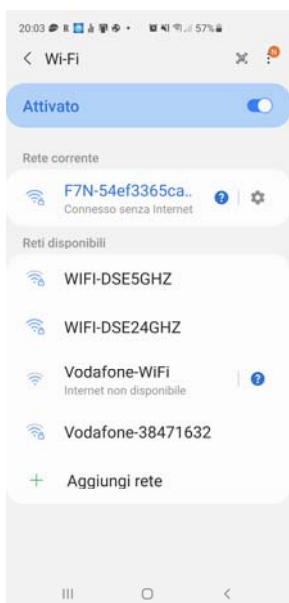 20:03 57%
Wi-Fi
N
Attivato
Rete corrente
F7N-54ef3365ca..
Connesso senza Internet
Reti disponibili
WIFI-DSE5GHZ
WIFI-DSE24GHZ
Vodafone-WiFi
Internet non disponibile
Vodafone-38471632
Aggiungi rete